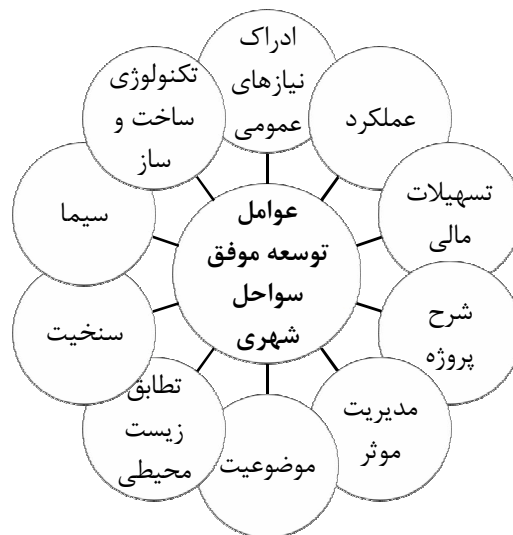 عوامل
توسعه موفق
سواحل
شهری
ادراک
نیازهای
عمومی
عملکرد
تسهیلات
مالی
شرح
پروژه
مدیریت
موثر
موضوعیت
تطابق
زیست
محیطی
سنخیت
سیما
تکنولوژی
ساخت و
ساز